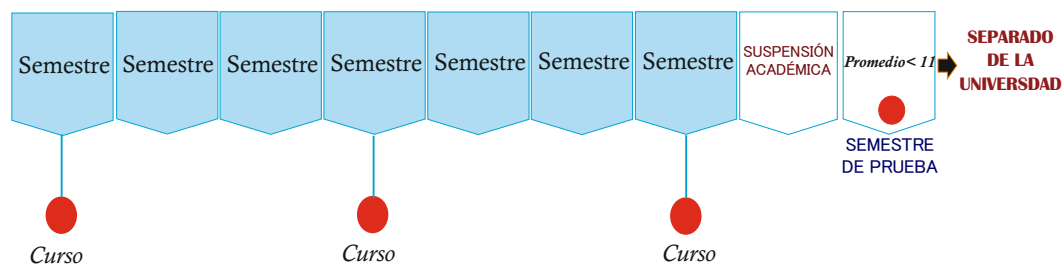 Semestre Semestre Semestre Semestre Semestre Semestre Semestre
SUSPENSIÓN
ACADÉMICA
Promedio< 11
SEPARADO
DE LA
UNIVERSDAD
SEMESTRE
DE PRUEBA
Curso Curso Curso